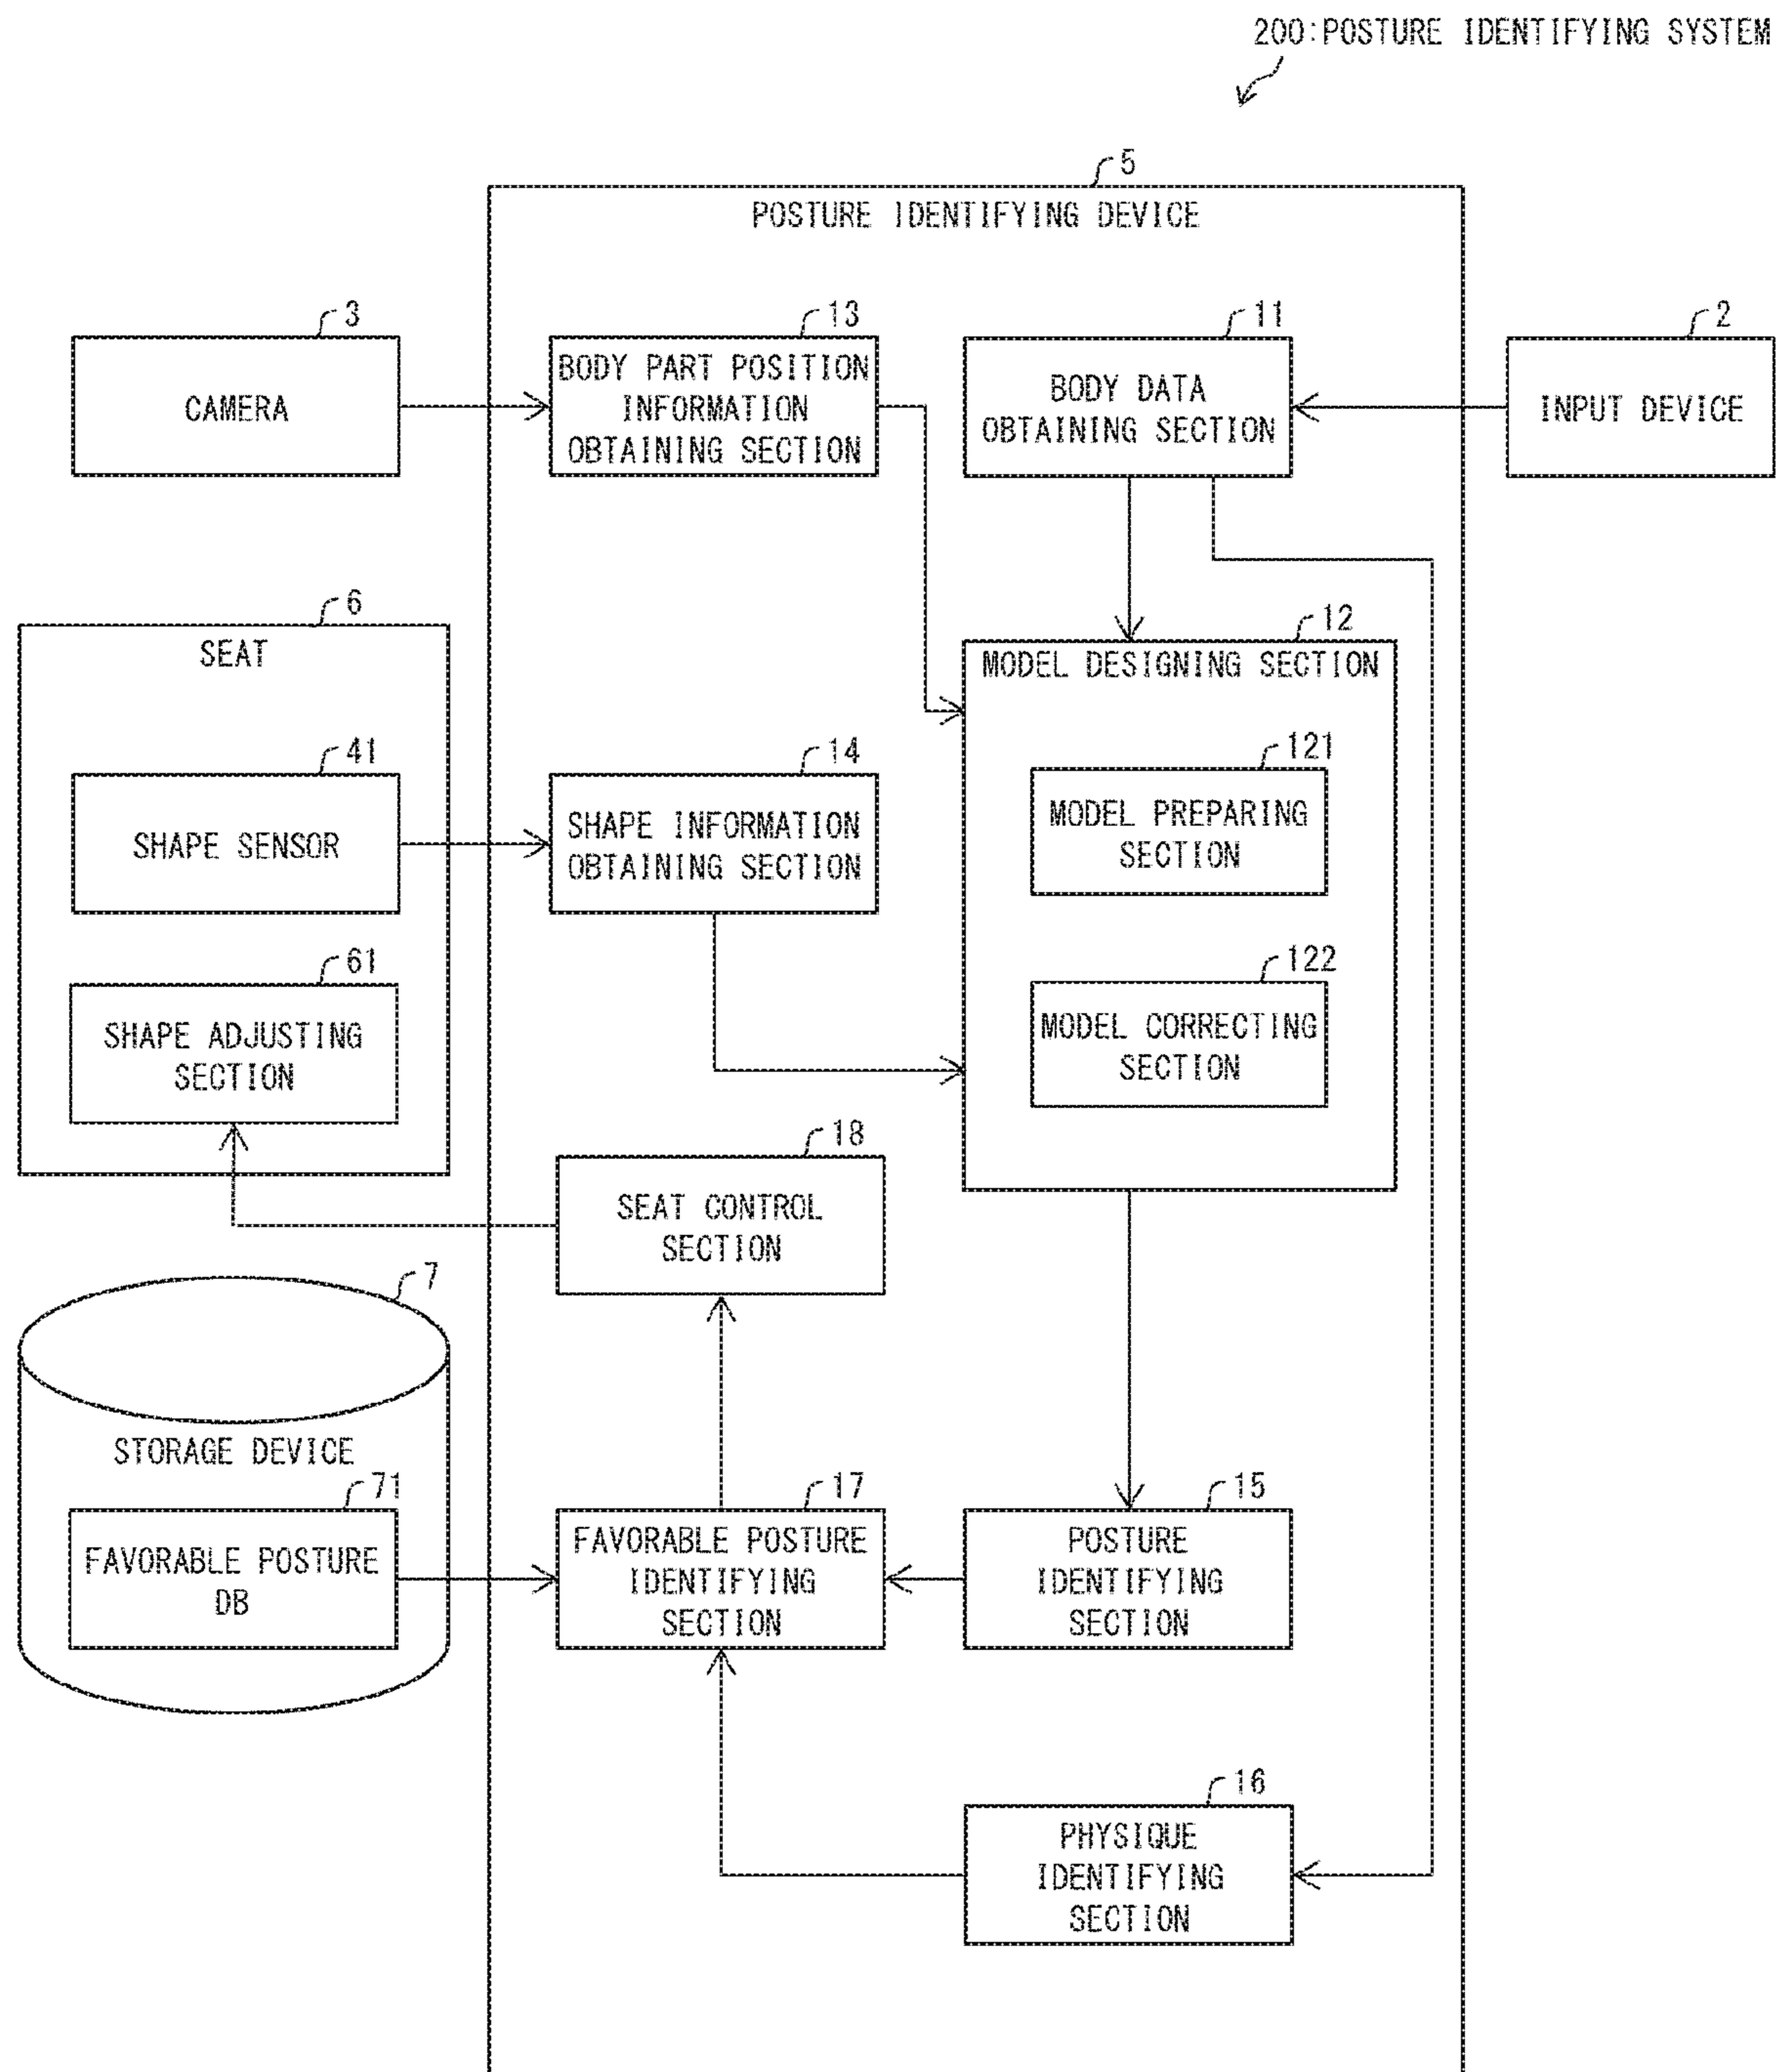 200:POSTURE IDENTIFYING SYSTEM
5
POSTURE IDENTIFYING DEVICE
3
CAMERA
13
BODY PART POSITION
INFORMATION
OBTAINING SECTION
11
BODY DATA
OBTAINING SECTION
2
INPUT DEVICE
6
SEAT
41
SHAPE SENSOR
61
SHAPE ADJUSTING
SECTION
14
SHAPE INFORMATION
OBTAINING SECTION
12
MODEL DESIGNING SECTION
121
MODEL PREPARING
SECTION
122
MODEL CORRECTING
SECTION
18
SEAT CONTROL
SECTION
7
STORAGE DEVICE
71
FAVORABLE POSTURE
DB
17
FAVORABLE POSTURE
IDENTIFYING
SECTION
15
POSTURE
IDENTIFYING
SECTION
16
PHYSIQUE
IDENTIFYING
SECTION